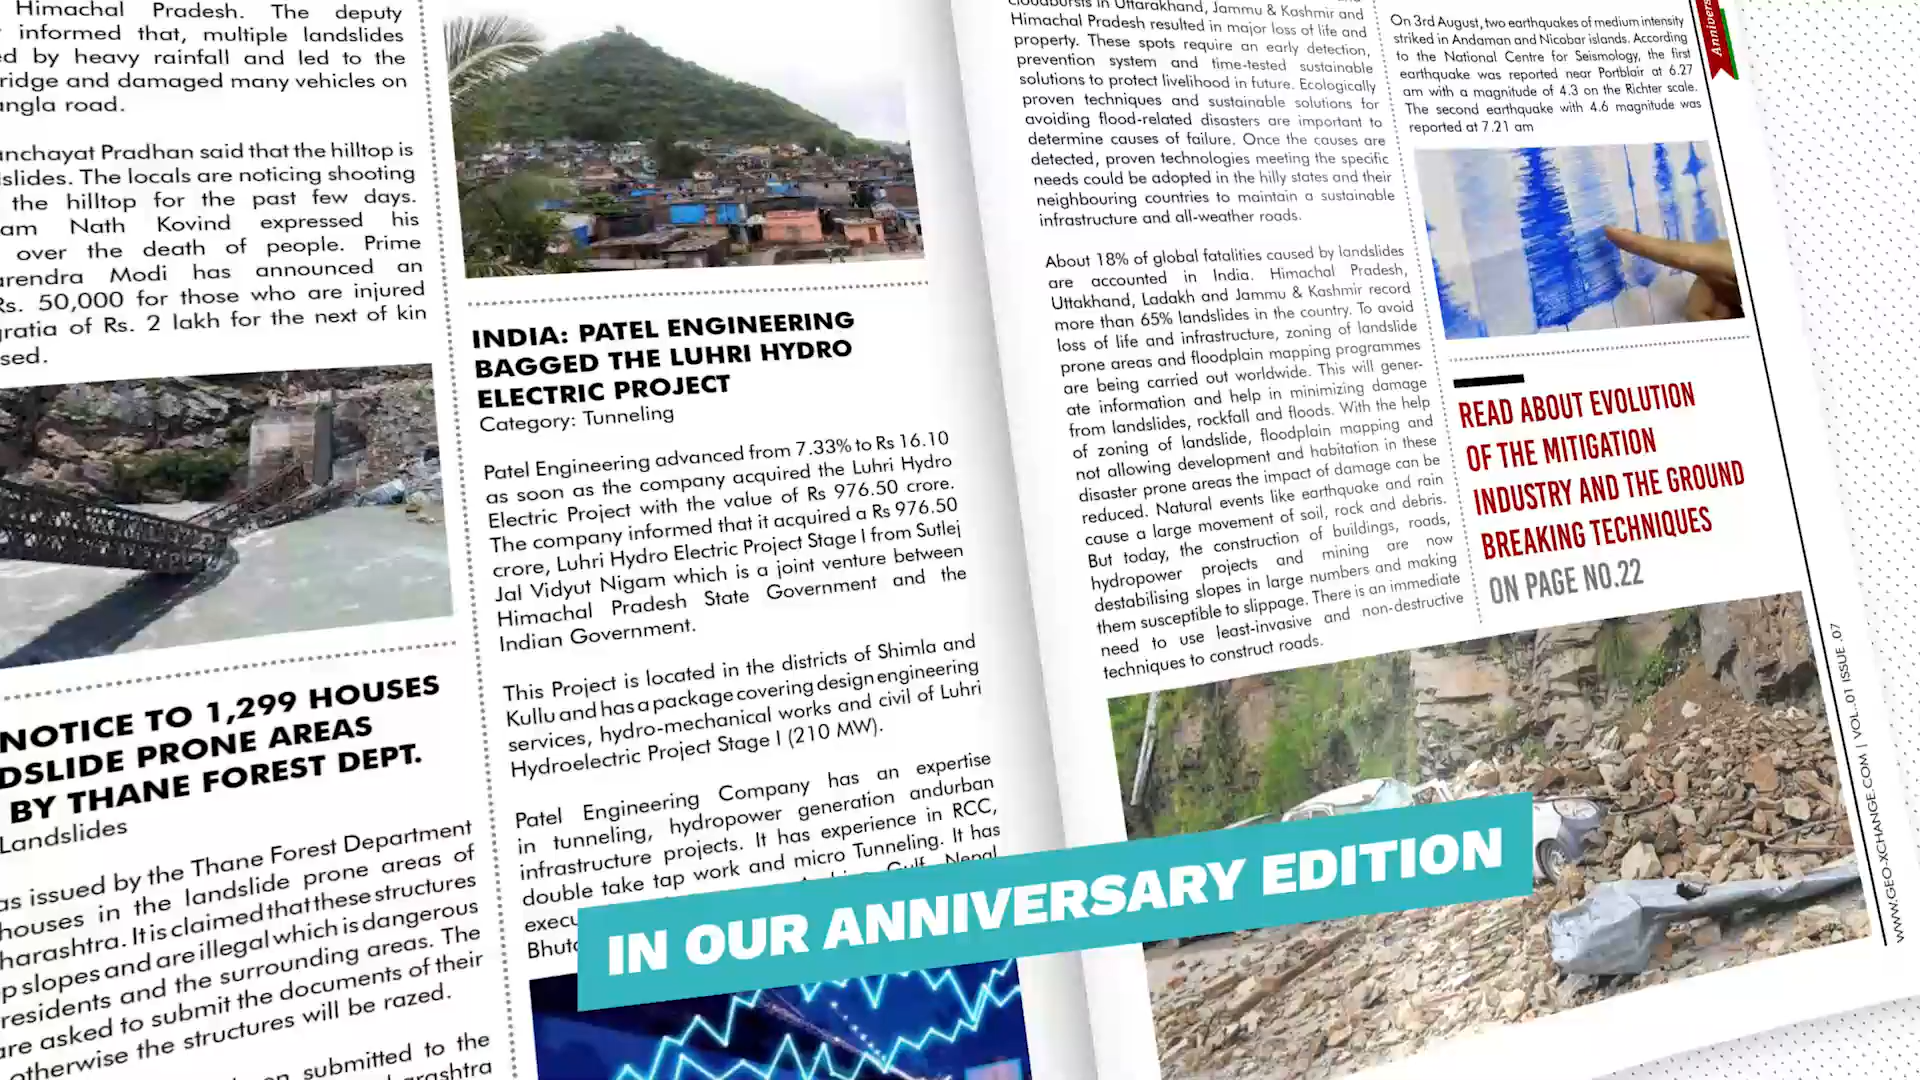 Himachal Pradesh. The deputy
informed that, multiple landslides
by heavy rainfall and led to the
ridge and damaged many vehicles on
angla road.
anchayat Pradhan said that the hilltop is
slides. The locals are noticing shooting
the hilltop for the past few days.
am Nath Kovind expressed his
over the death of people. Prime
arendra Modi has announced an
Rs. 50,000 for those who are injured
gratia of Rs. 2 lakh for the next of kin
sed.
NOTICE TO 1,299 HOUSES
DSLIDE PRONE AREAS
BY THANE FOREST DEPT.
Landslides
as issued by the Thane Forest Department
houses in the landslide prone areas of
harashtra. It is claimed that these structures
p slopes and are illegal which is dangerous
residents and the surrounding areas. The
are asked to submit the documents of their
otherwise the structures will be razed.
submitted to the
arashtra
INDIA: PATEL ENGINEERING
BAGGED THE LUHRI HYDRO
ELECTRIC PROJECT
Category: Tunneling
Patel Engineering advanced from 7.33% to Rs 16.10
as soon as the company acquired the Luhri Hydro
Electric Project with the value of Rs 976.50 crore.
The company informed that it acquired a Rs 976.50
crore, Luhri Hydro Electric Project Stage I from Sutlej
Jal Vidyut Nigam which is a joint venture between
Himachal Pradesh State Government and the
Indian Government.
This Project is located in the districts of Shimla and
Kullu and has a package covering design engineering
services, hydro-mechanical works and civil of Luhri
Hydroelectric Project Stage I (210 MW).
Patel Engineering Company has an expertise
in tunneling, hydropower generation andurban
infrastructure projects. It has experience in RCC,
double take tap work and micro Tunneling. It has
execu
Gulf, Nepal
Bhuta
cloudbursts in Uttarakhand, Jammu & Kashmir and
Himachal Pradesh resulted in major loss of life and
property. These spots require an early detection,
prevention system and time-tested sustainable
solutions to protect livelihood in future. Ecologically
proven techniques and sustainable solutions for
avoiding flood-related disasters are important to
determine causes of failure. Once the causes are
detected, proven technologies meeting the specific
needs could be adopted in the hilly states and their
neighbouring countries to maintain a sustainable
infrastructure and all-weather roads.
About 18% of global fatalities caused by landslides
are accounted in India. Himachal Pradesh,
Uttakhand, Ladakh and Jammu & Kashmir record
more than 65% landslides in the country. To avoid
loss of life and infrastructure, zoning of landslide
prone areas and floodplain mapping programmes
are being carried out worldwide. This will gener-
ate information and help in minimizing damage
from landslides, rockfall and floods. With the help
of zoning of landslide, floodplain mapping and
not allowing development and habitation in these
disaster prone areas the impact of damage can be
reduced. Natural events like earthquake and rain
cause a large movement of soil, rock and debris.
But today, the construction of buildings, roads,
hydropower projects and mining are now
destabilising slopes in large numbers and making
them susceptible to slippage. There is an immediate
need to use least-invasive and non-destructive
techniques to construct roads.
On 3rd August, two earthquakes of medium intensity
striked in Andaman and Nicobar islands. According
to the National Centre for Seismology, the first
earthquake was reported near Portblair at 6.27
am with a magnitude of 4.3 on the Richter scale.
The second earthquake with 4.6 magnitude was
reported at 7.21 am
READ ABOUT EVOLUTION
OF THE MITIGATION
INDUSTRY AND THE GROUND
BREAKING TECHNIQUES
ON PAGE NO.22
Annivers
WWW.GEO-XCHANGE.COM | VOL.01 ISSUE 07
IN OUR ANNIVERSARY EDITION